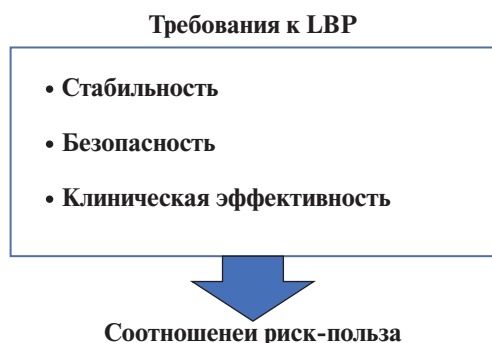 Требования к LBP
• Стабильность
• Безопасность
• Клиническая эффективность
Соотношенеи риск-польза